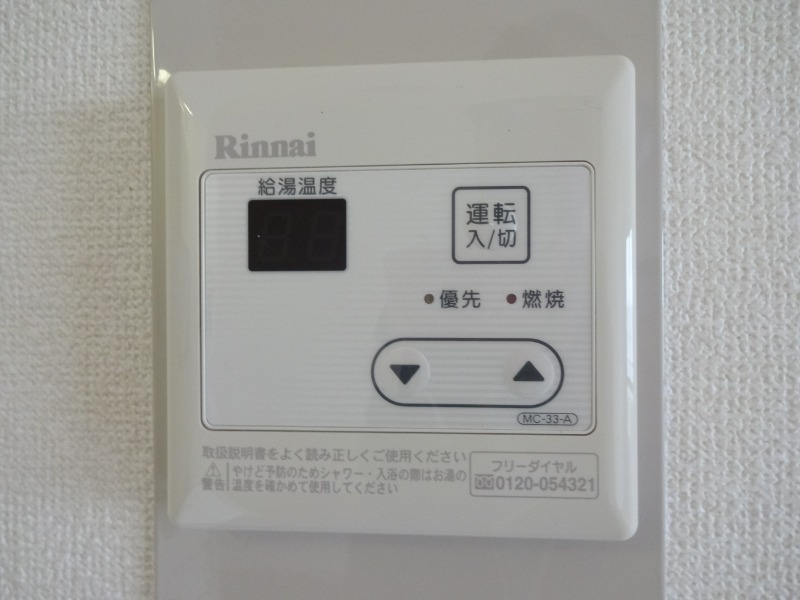 Rinnai
給湯温度
運転
入/切
優先 燃焼
MC-33-A
取扱説明書をよく読み正しくご使用ください
警告 やけど予防のためシャワー・入浴の際はお湯の
温度を確かめて使用してください
フリーダイヤル
0120-054321